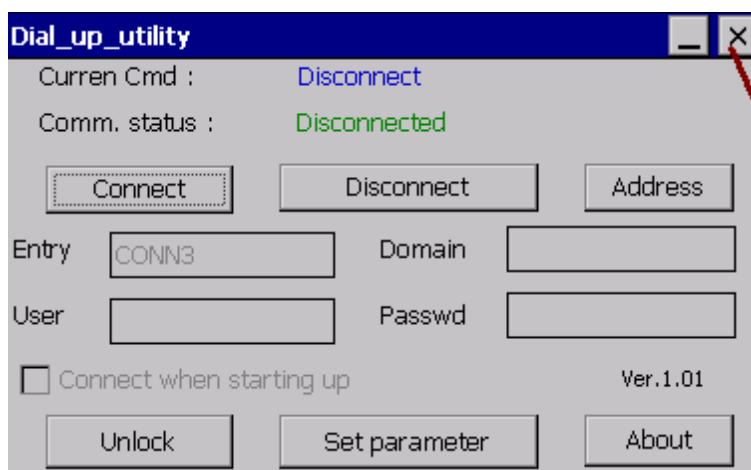 Dial_up_utility
Curren Cmd : Disconnect
Comm. status : Disconnected
Connect Disconnect Address
Entry CONN3 Domain
User Passwd
Connect when starting up Ver.1.01
Unlock Set parameter About